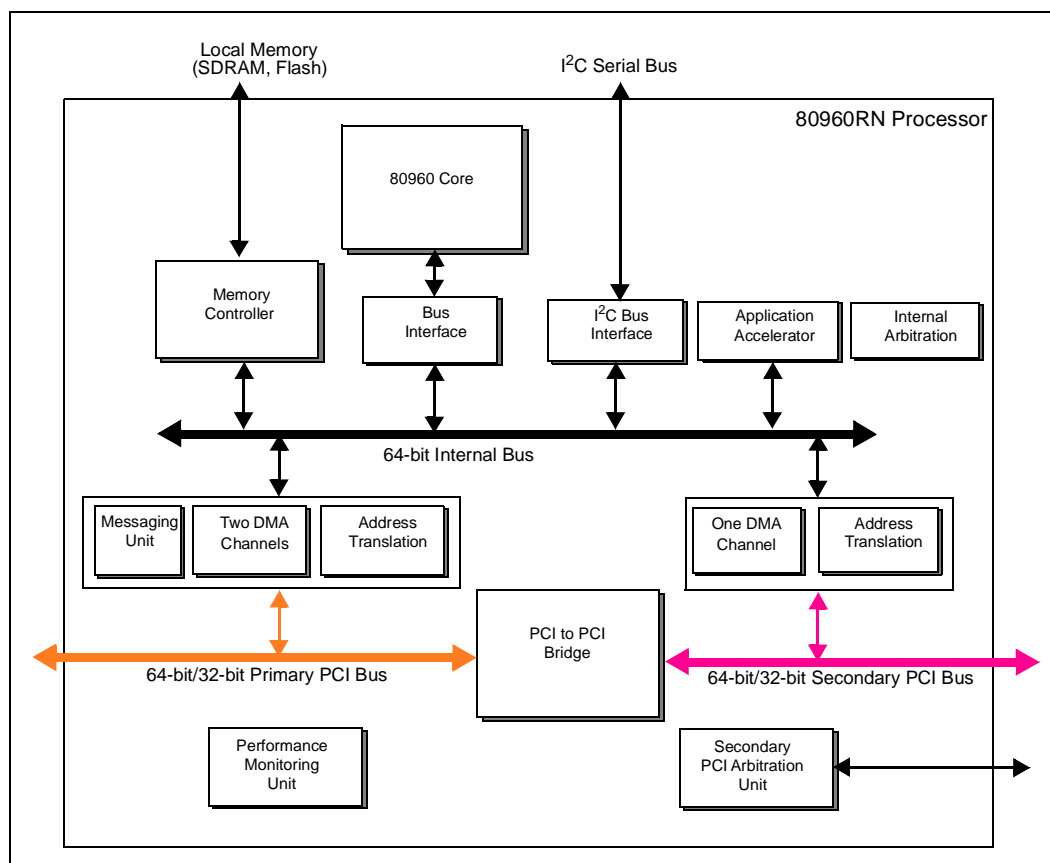 Local Memory
(SDRAM, Flash)
I²C Serial Bus
80960RN Processor
80960 Core
Memory
Controller
Bus
Interface
I²C Bus
Interface
Application
Accelerator
Internal
Arbitration
64-bit Internal Bus
Messaging
Unit
Two DMA
Channels
Address
Translation
One DMA
Channel
Address
Translation
PCI to PCI
Bridge
64-bit/32-bit Primary PCI Bus
64-bit/32-bit Secondary PCI Bus
Performance
Monitoring
Unit
Secondary
PCI Arbitration
Unit